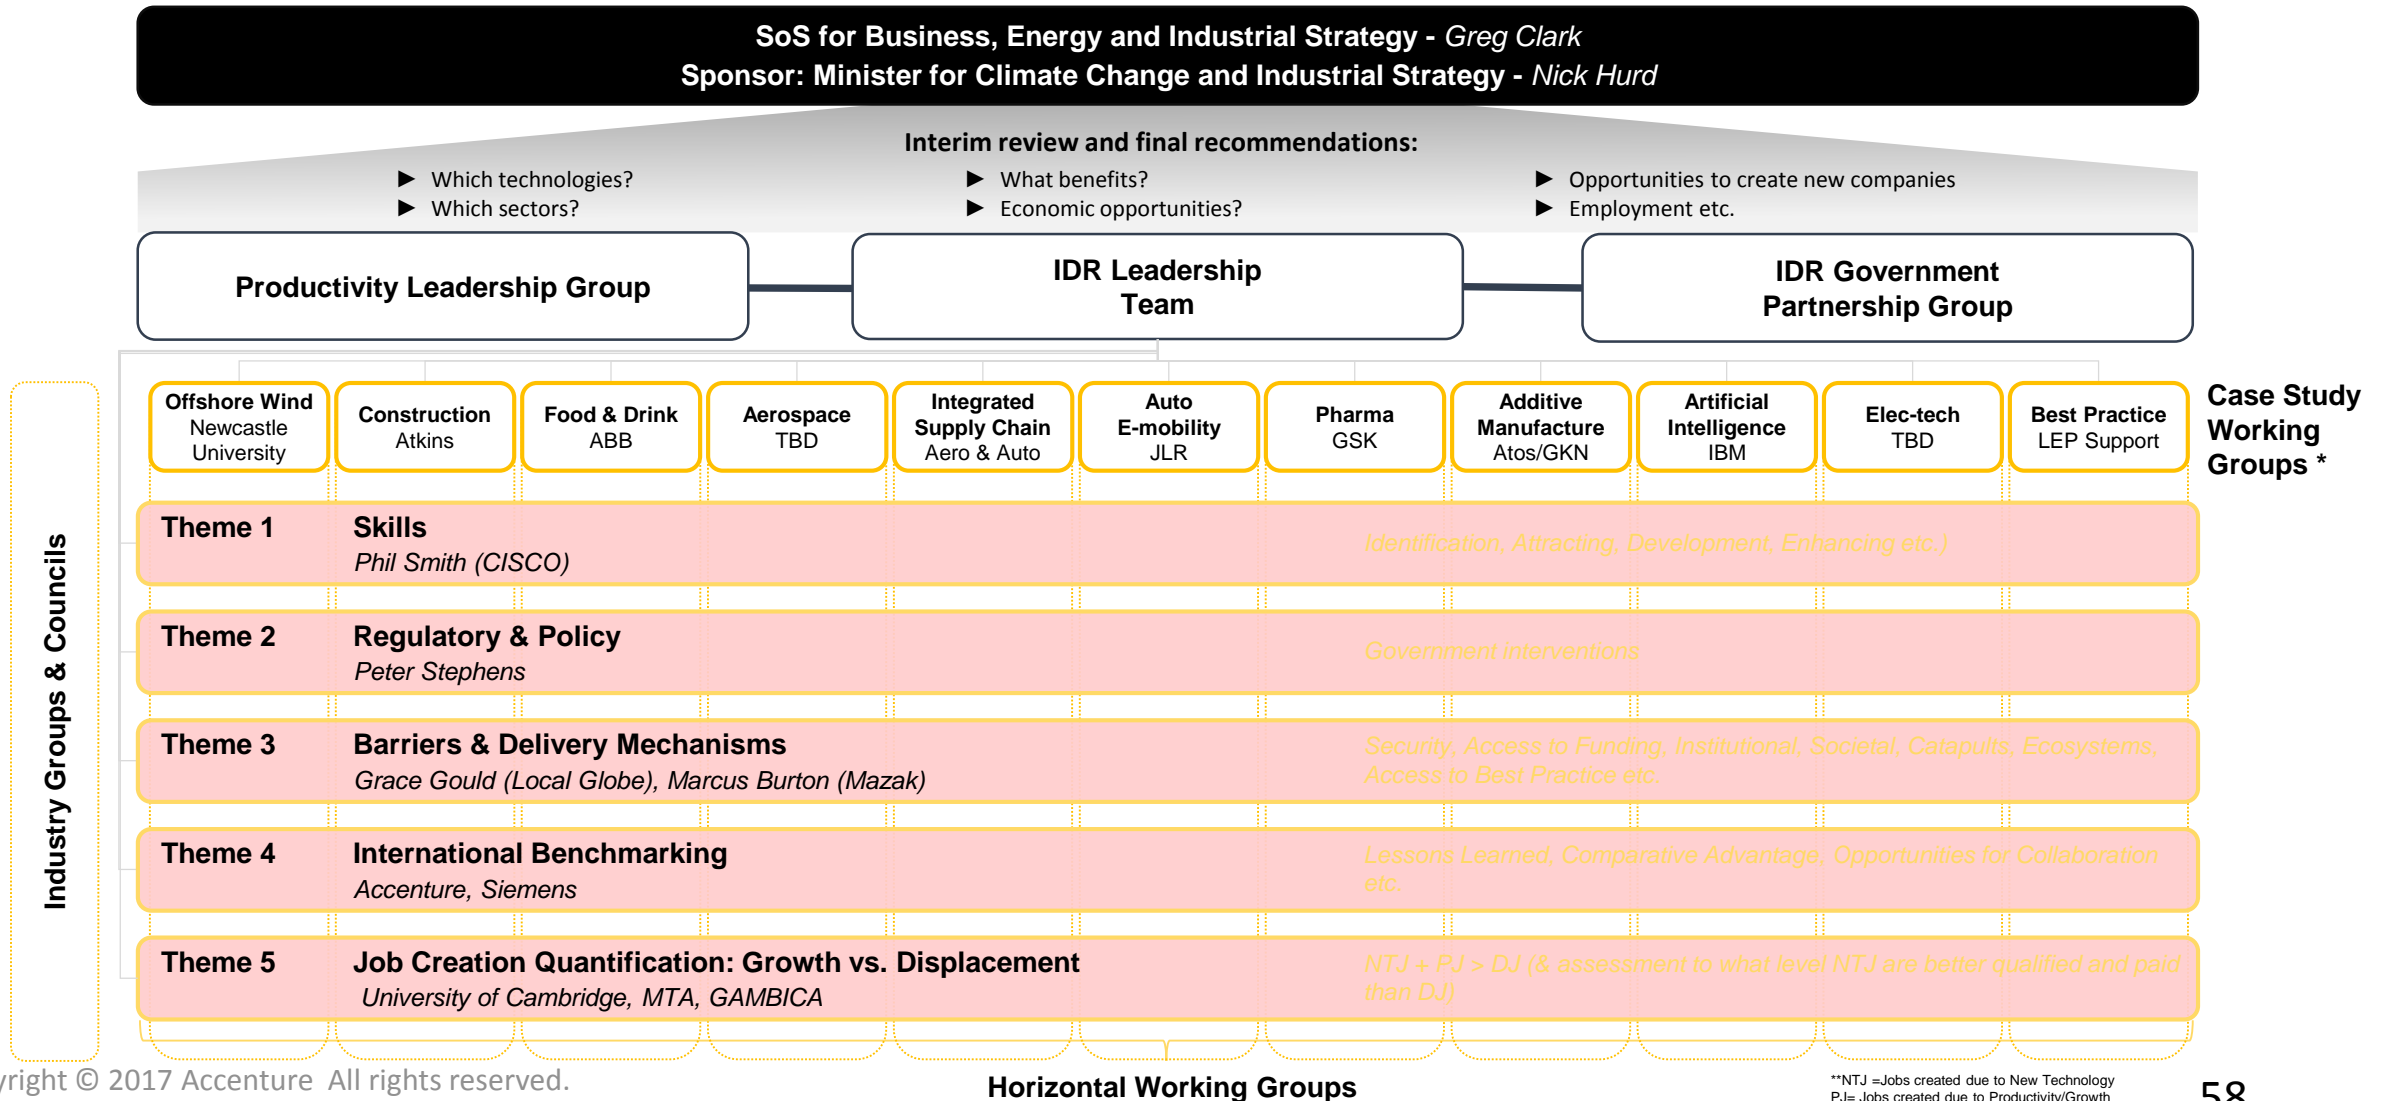 SoS for Business, Energy and Industrial Strategy - Greg Clark
Sponsor: Minister for Climate Change and Industrial Strategy - Nick Hurd
Interim review and final recommendations:
► Which technologies?
► Which sectors?
► What benefits?
► Economic opportunities?
► Opportunities to create new companies
► Employment etc.
Productivity Leadership Group
IDR Leadership
Team
IDR Government
Partnership Group
Industry Groups & Councils
Offshore Wind
Newcastle
University
Construction
Atkins
Food & Drink
ABB
Aerospace
TBD
Integrated
Supply Chain
Aero & Auto
Auto
E-mobility
JLR
Pharma
GSK
Additive
Manufacture
Atos/GKN
Artificial
Intelligence
IBM
Elec-tech
TBD
Best Practice
LEP Support
Case Study
Working
Groups *
Theme 1 Skills
Phil Smith (CISCO)
Identification, Attracting, Development, Enhancing etc.)
Theme 2 Regulatory & Policy
Peter Stephens
Government interventions
Theme 3 Barriers & Delivery Mechanisms
Grace Gould (Local Globe), Marcus Burton (Mazak)
Security, Access to Funding, Institutional, Societal, Catapults, Ecosystems,
Access to Best Practice etc.
Theme 4 International Benchmarking
Accenture, Siemens
Lessons Learned, Comparative Advantage, Opportunities for Collaboration
etc.
Theme 5 Job Creation Quantification: Growth vs. Displacement
University of Cambridge, MTA, GAMBICA
NTJ + PJ > DJ (& assessment to what level NTJ are better qualified and paid
than DJ)
Horizontal Working Groups
yright © 2017 Accenture All rights reserved.
**NTJ =Jobs created due to New Technology
PJ= Jobs created due to Productivity/Growth
58